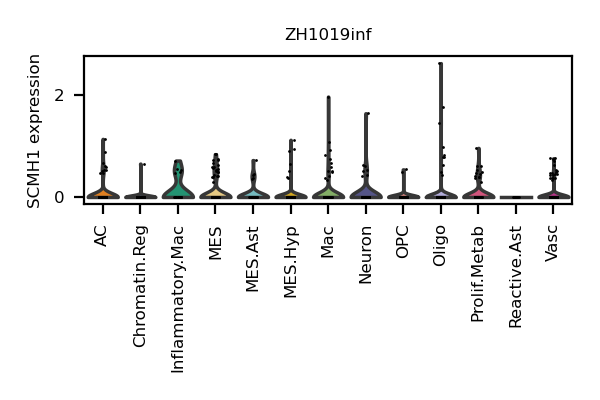 ZH1019inf
SCMH1 expression
2
0
AC
Chromatin.Reg
Inflammatory.Mac
MES
MES.Ast
MES.Hyp
Mac
Neuron
OPC
Oligo
Prolif.Metab
Reactive.Ast
Vasc